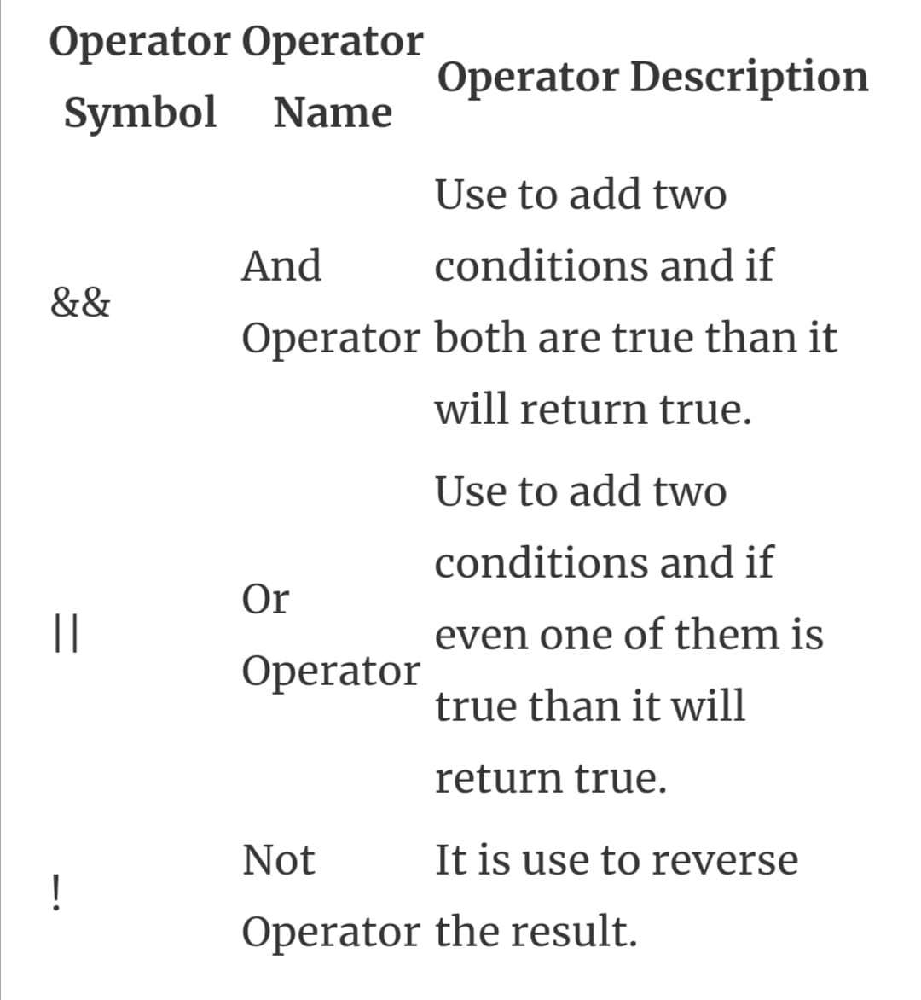 Operator Symbol
Operator Name
Operator Description
&&
And Operator
Use to add two
conditions and if
both are true than it
will return true.
||
Or Operator
Use to add two
conditions and if
even one of them is
true than it will
return true.
!
Not Operator
It is use to reverse
the result.